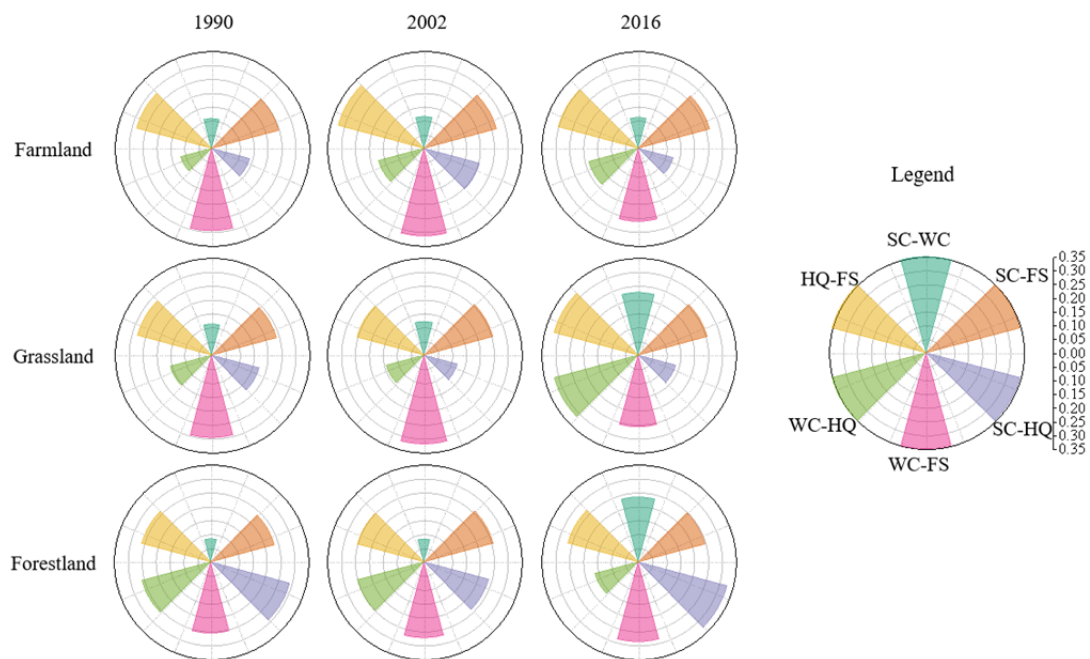 1990 2002 2016
Farmland
Grassland
Forestland
Legend
SC-WC
HQ-FS
SC-FS
WC-HQ
SC-HQ
WC-FS
0.35
0.30
0.25
0.20
0.15
0.10
0.05
0.00
0.05
0.10
0.15
0.20
0.25
0.30
0.35